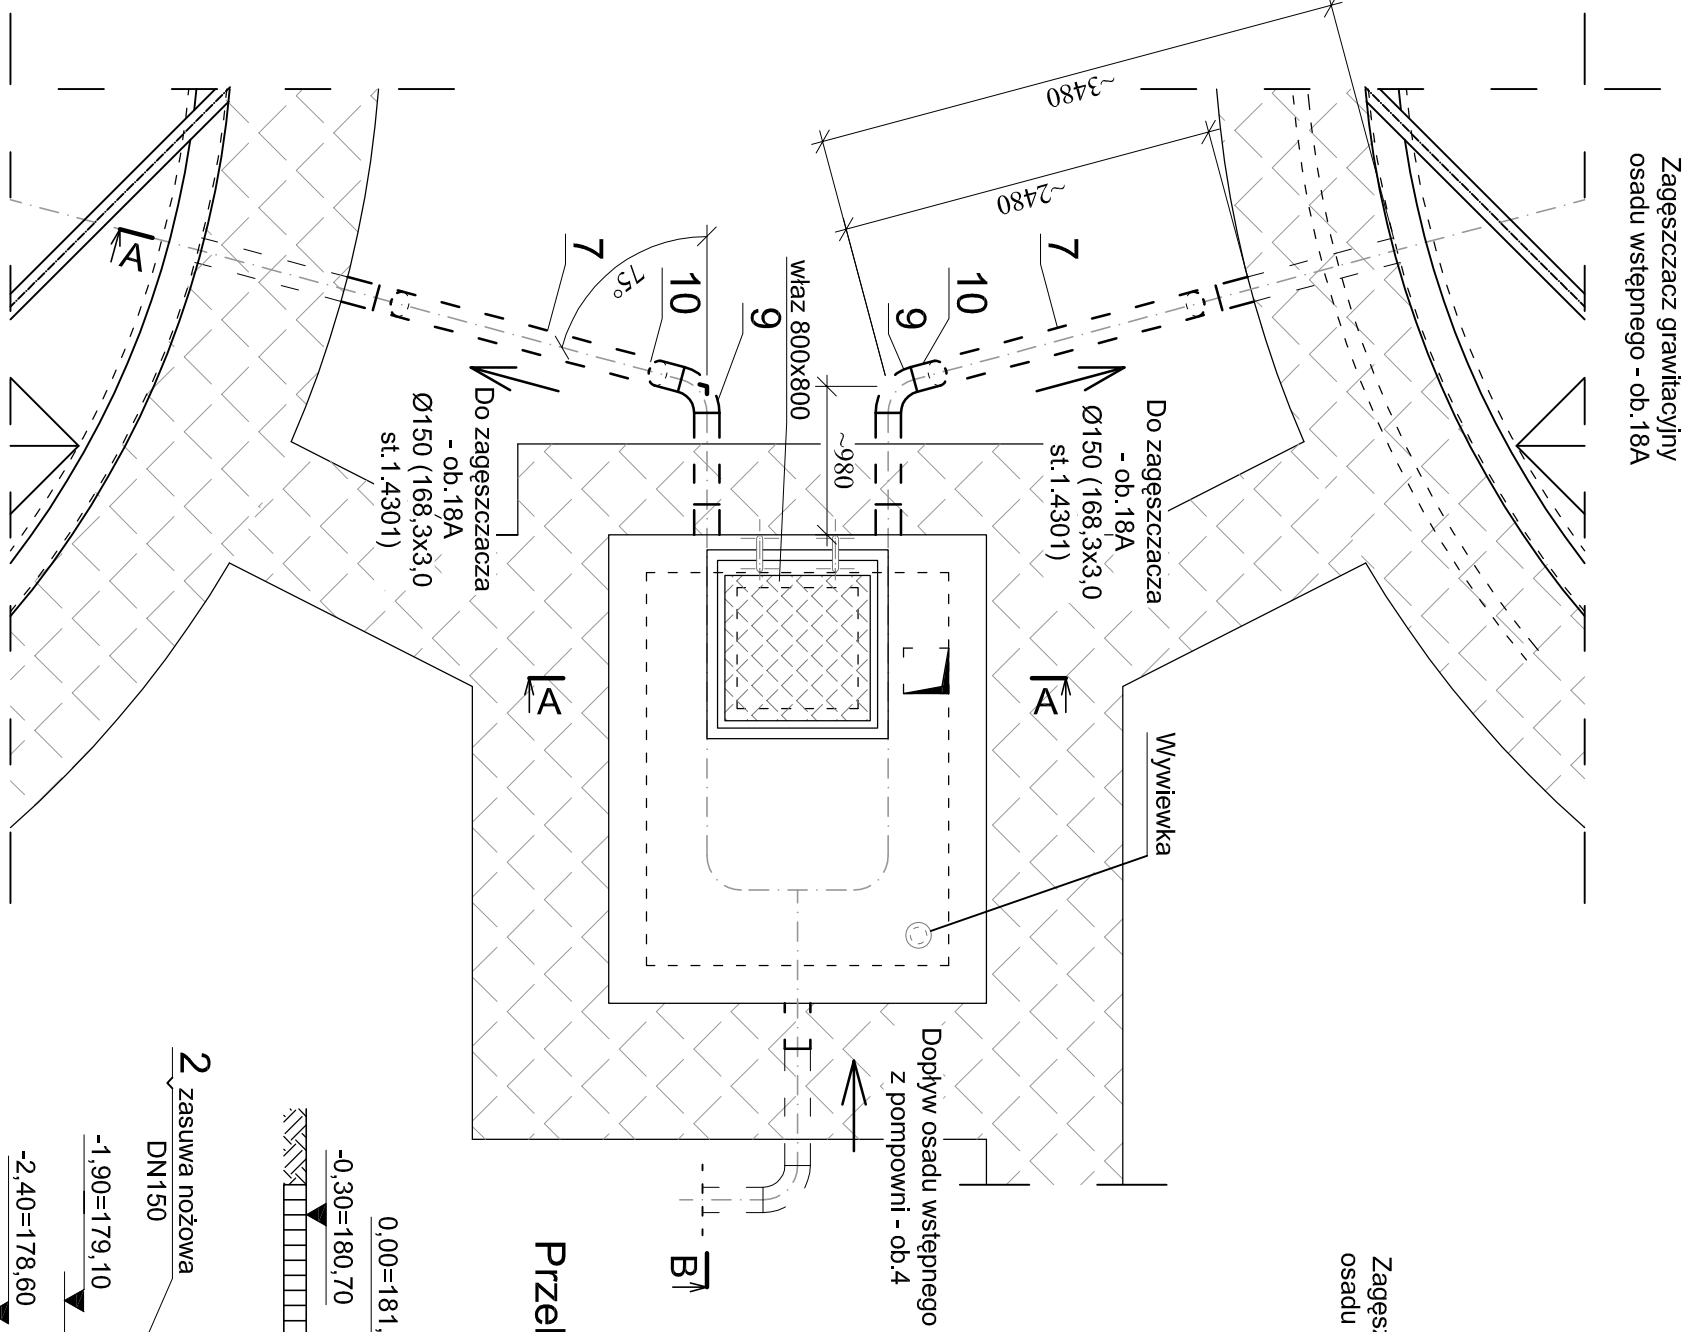 Zagęszczacz grawitacyjny
osadu wstępnego - ob.18A
~3480
~2480
7
10
9
Do zagęszczacza
- ob.18A
Ø150 (168,3x3,0
st.1.4301)
właz 800x800
~980
9
10
7
75°
A
Do zagęszczacza
- ob.18A
Ø150 (168,3x3,0
st.1.4301)
A
A
Wywiewka
Dopływ osadu wstępnego
z pompowni - ob.4
B
Zagęsz
osadu
Przel
0,00=181,
-0,30=180,70
2 zasuwa nożowa
DN150
-1,90=179,10
-2,40=178,60